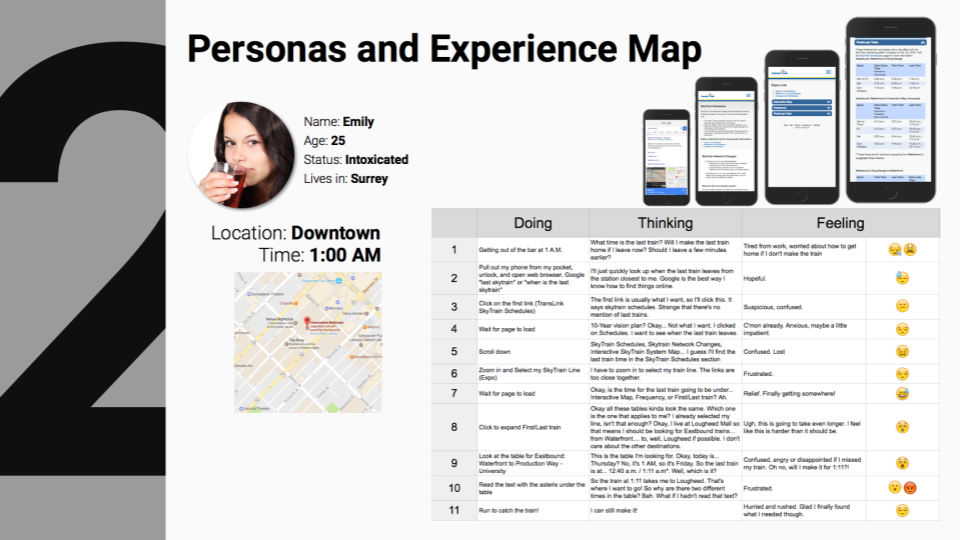 2
Personas and Experience Map
Name: Emily
Age: 25
Status: Intoxicated
Lives in: Surrey
Location: Downtown
Time: 1:00 AM
Doing Thinking Feeling
1
Getting out of the bar at 1 A.M.
What time is the last train? Will I make the last train
home if I leave now? Should I leave a few minutes
earlier?
Tired from work, worried about how to get
home if I don't make the train
2
Pull out my phone from my pocket,
unlock, and open web browser, Google
"last skytrain" or "when is the last
skytrain"
I'll just quickly look up when the last train leaves from
the station closest to me. Google is the best way I
know how to find things online.
Hopeful.
3
Click on the first link (TransLink
SkyTrain Schedules)
The first link is usually what I want, so I'll click this. It
says skytrain schedules. Strange that there's no
mention of last trains.
Suspicious, confused.
4
Wait for page to load
10-Year vision plan? Okay... Not what I want. I clicked
on Schedules. I want to see when the last train leaves.
C'mon already. Anxious, maybe a little
impatient.
5
Scroll down
SkyTrain Schedules, Skytrain Network Changes,
Interactive SkyTrain System Map... I guess I'll find the
last train time in the SkyTrain Schedules section
Confused. Lost
6
Zoom in and Select my SkyTrain Line
(Expo)
I have to zoom in to select my train line. The links are
too close together.
Frustrated.
7
Wait for page to load
Okay, is the time for the last train going to be under...
Interactive Map, Frequency, or First/Last train? Ah.
Relief. Finally getting somewhere!
8
Click to expand First/Last train
Okay all these tables kinda look the same. Which one
is the one that applies to me? I already selected my
line, isn't that enough? Okay, I live at Lougheed Mall so
that means I should be looking for Eastbound trains...
from Waterfront... to, well, Lougheed if possible. I don't
care about the other destinations.
Ugh, this is going to take even longer. I feel
like this is harder than it should be.
9
Look at the table for Eastbound:
Waterfront to Production Way -
University
This is the table I'm looking for. Okay, today is...
Thursday? No, it's 1 AM, so it's Friday. So the last train
is at... 12:40 a.m. / 1:11 a.m*. Well, which is it?
Confused, angry or disappointed if I missed
my train. Oh no, will I make it for 1:11?!
10
Read the text with the asterix under the
table
So the train at 1:11 takes me to Lougheed. That's
where I want to go! So why are there two different
times in the table? Bah. What if I hadn't read that text?
Frustrated.
11
Run to catch the train!
I can still make it!
Hurried and rushed. Glad I finally found
what I needed though.